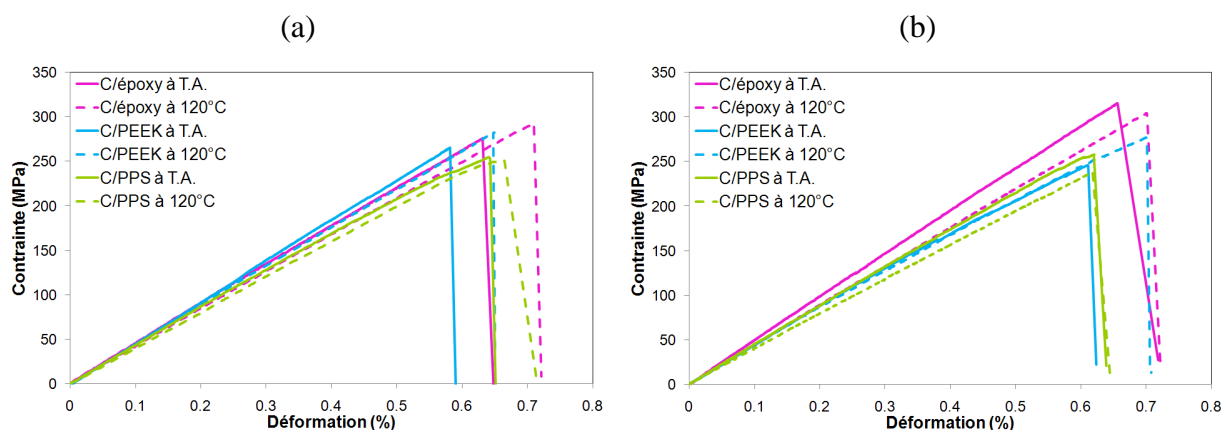 (a)
(b)
350
300
250
200
150
100
50
0
Contrainte (MPa)
C/époxy à T.A.
C/époxy à 120°C
C/PEEK à T.A.
C/PEEK à 120°C
C/PPS à T.A.
C/PPS à 120°C
0 0.1 0.2 0.3 0.4 0.5 0.6 0.7 0.8
Déformation (%)
350
300
250
200
150
100
50
0
Contrainte (MPa)
C/époxy à T.A.
C/époxy à 120°C
C/PEEK à T.A.
C/PEEK à 120°C
C/PPS à T.A.
C/PPS à 120°C
0 0.1 0.2 0.3 0.4 0.5 0.6 0.7 0.8
Déformation (%)